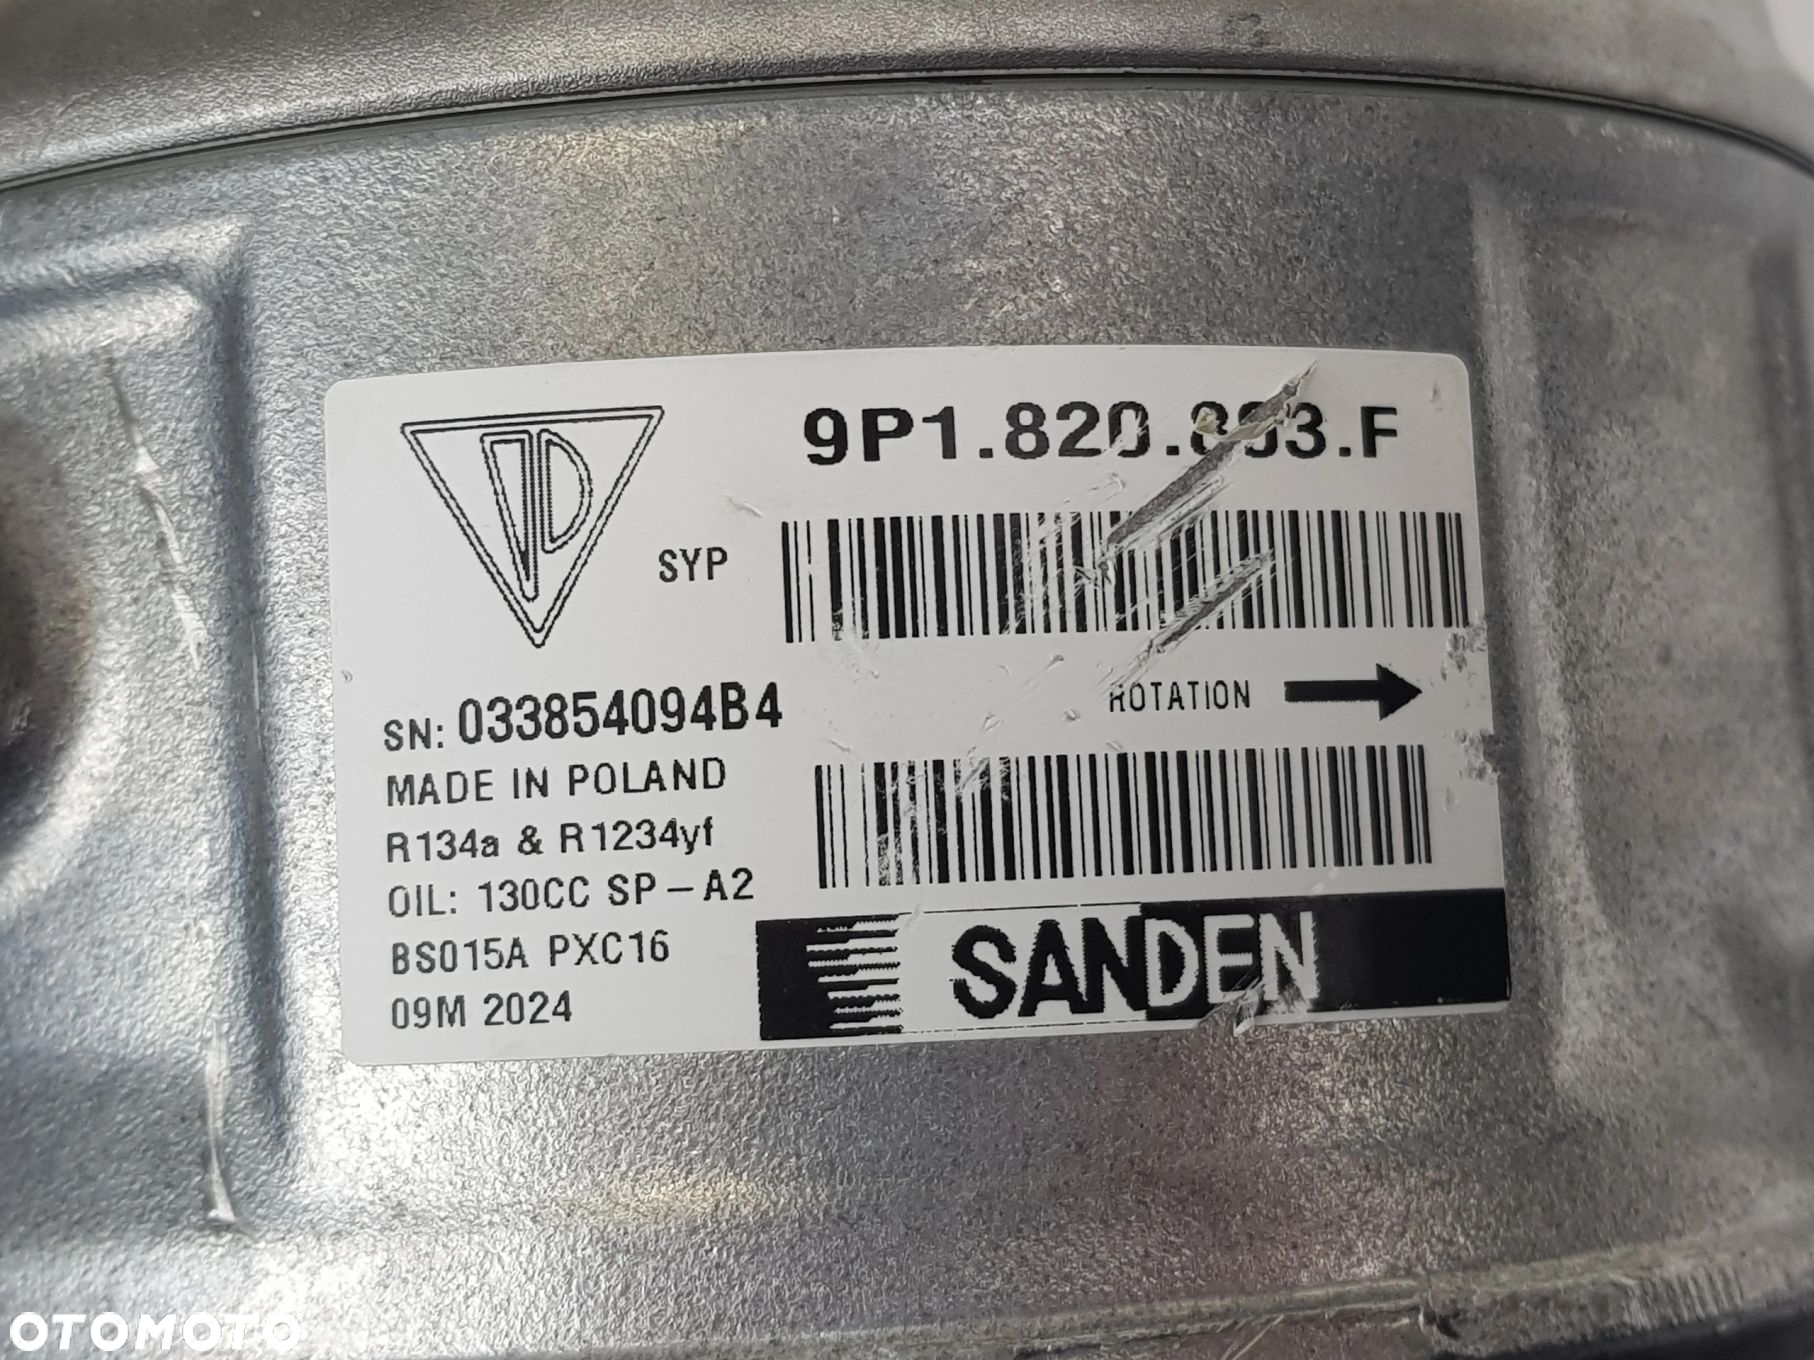 9P1.820.803.F
SYP
ROTATION
SN: 033854094B4
MADE IN POLAND
R134a & R1234yf
OIL: 130CC SP-A2
BS015A PXC16
09M 2024
SANDEN
OTOMOTO